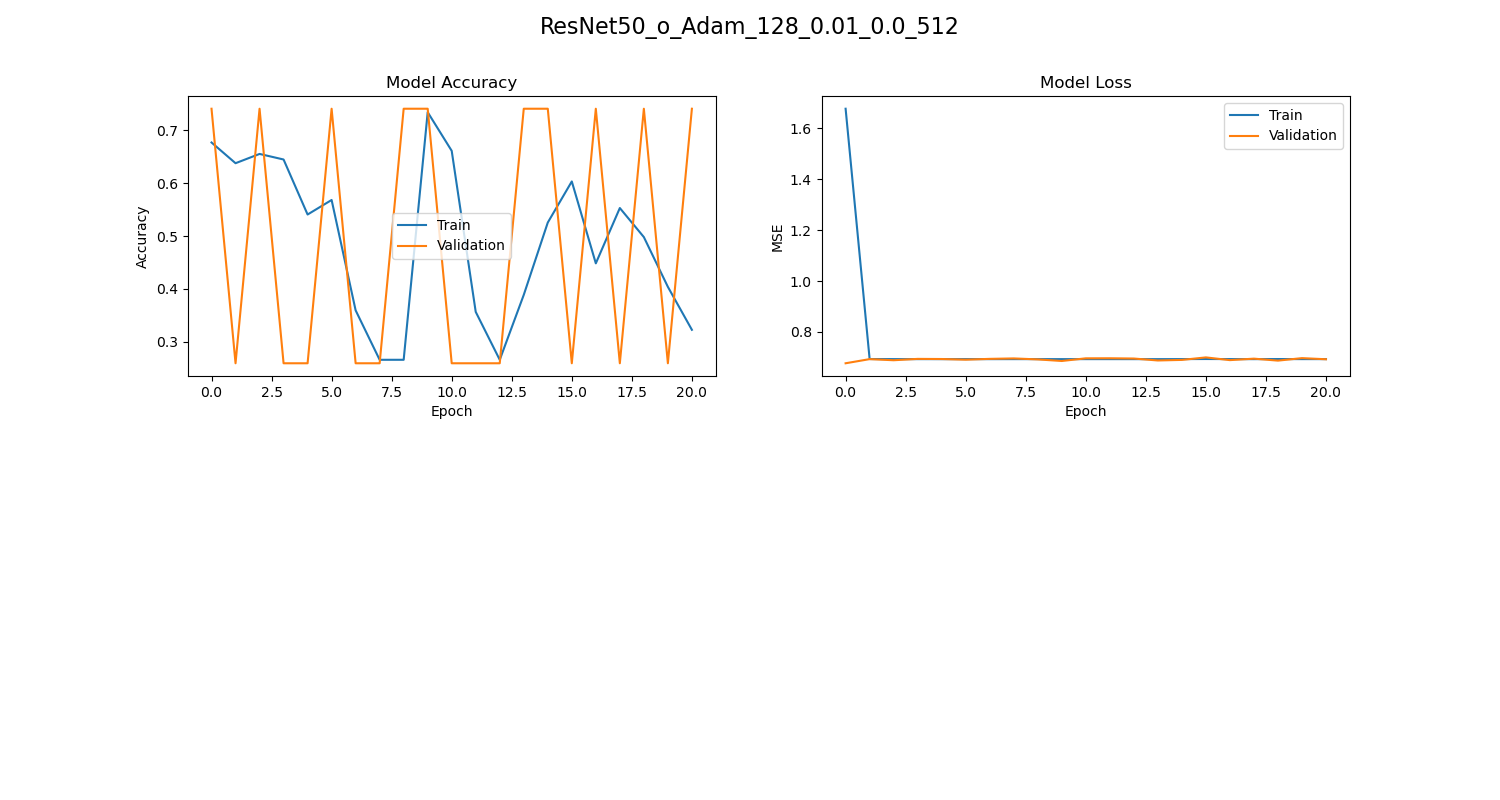 ResNet50_o_Adam_128_0.01_0.0_512
Model Accuracy
0.7
0.6
0.5
0.4
0.3
Accuracy
Train
Validation
0.0 2.5 5.0 7.5 10.0 12.5 15.0 17.5 20.0
Epoch
Model Loss
1.6
1.4
1.2
1.0
0.8
MSE
Train
Validation
0.0 2.5 5.0 7.5 10.0 12.5 15.0 17.5 20.0
Epoch